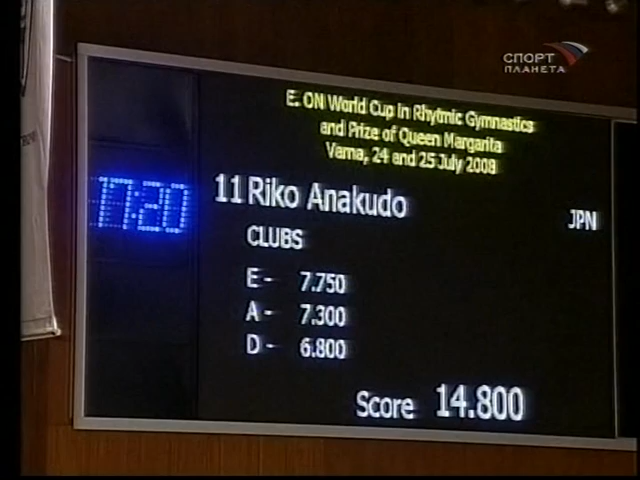 СПОРТ
ПЛАНЕТА
E. ON World Cup in Rhytmic Gymnastics
and Prize of Queen Margarita
Varna, 24 and 25 July 2008
17:20
11 Riko Anakudo
JPN
CLUBS
E - 7.750
A - 7.300
D - 6.800
Score 14.800